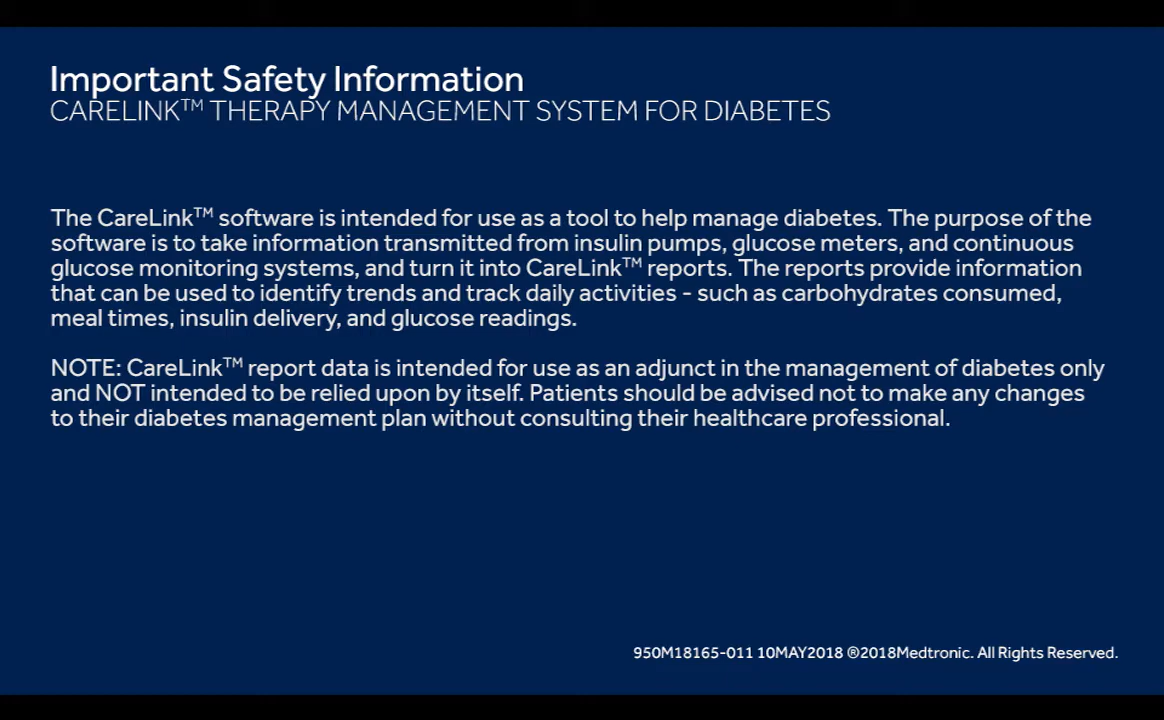 Important Safety Information
CARELINK™ THERAPY MANAGEMENT SYSTEM FOR DIABETES
The CareLink™ software is intended for use as a tool to help manage diabetes. The purpose of the
software is to take information transmitted from insulin pumps, glucose meters, and continuous
glucose monitoring systems, and turn it into CareLink™ reports. The reports provide information
that can be used to identify trends and track daily activities - such as carbohydrates consumed,
meal times, insulin delivery, and glucose readings.
NOTE: CareLink™ report data is intended for use as an adjunct in the management of diabetes only
and NOT intended to be relied upon by itself. Patients should be advised not to make any changes
to their diabetes management plan without consulting their healthcare professional.
950M18165-011 10MAY2018 ®2018Medtronic. All Rights Reserved.